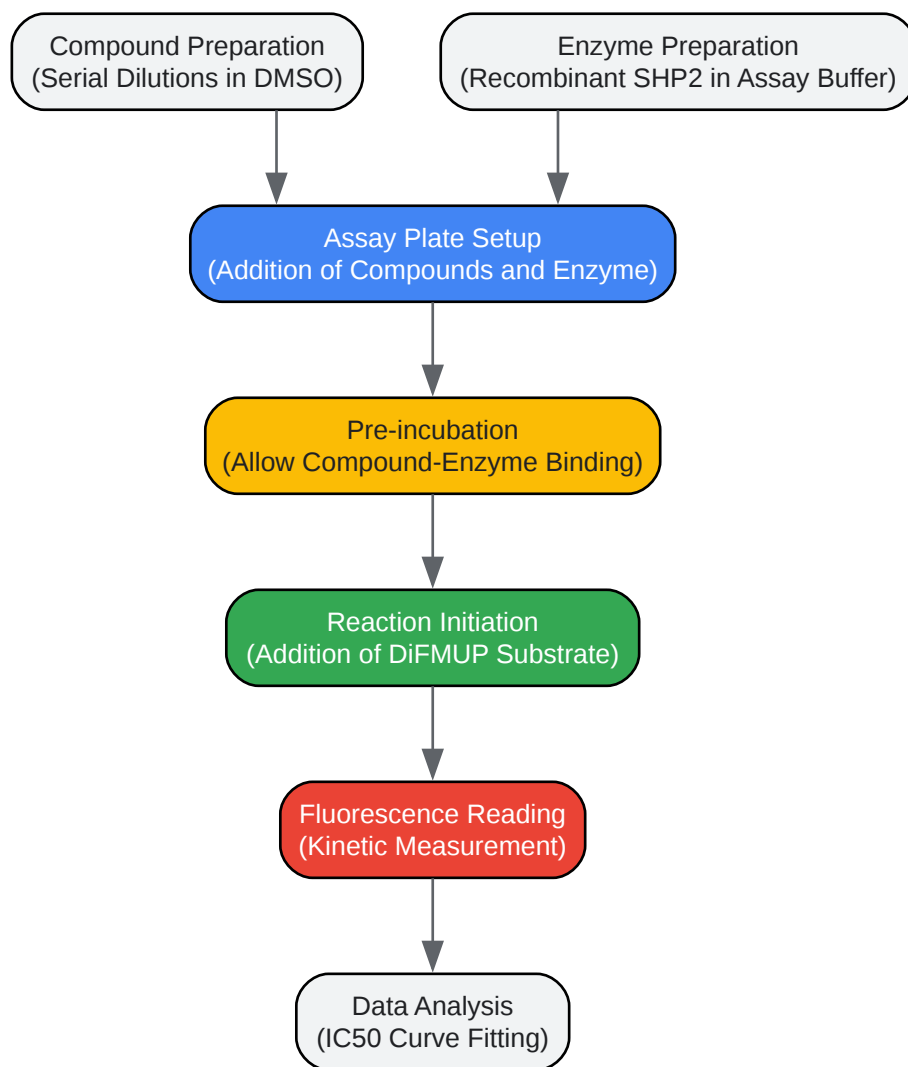 Compound Preparation
(Serial Dilutions in DMSO)
Enzyme Preparation
(Recombinant SHP2 in Assay Buffer)
Assay Plate Setup
(Addition of Compounds and Enzyme)
Pre-incubation
(Allow Compound-Enzyme Binding)
Reaction Initiation
(Addition of DiFMUP Substrate)
Fluorescence Reading
(Kinetic Measurement)
Data Analysis
(IC50 Curve Fitting)